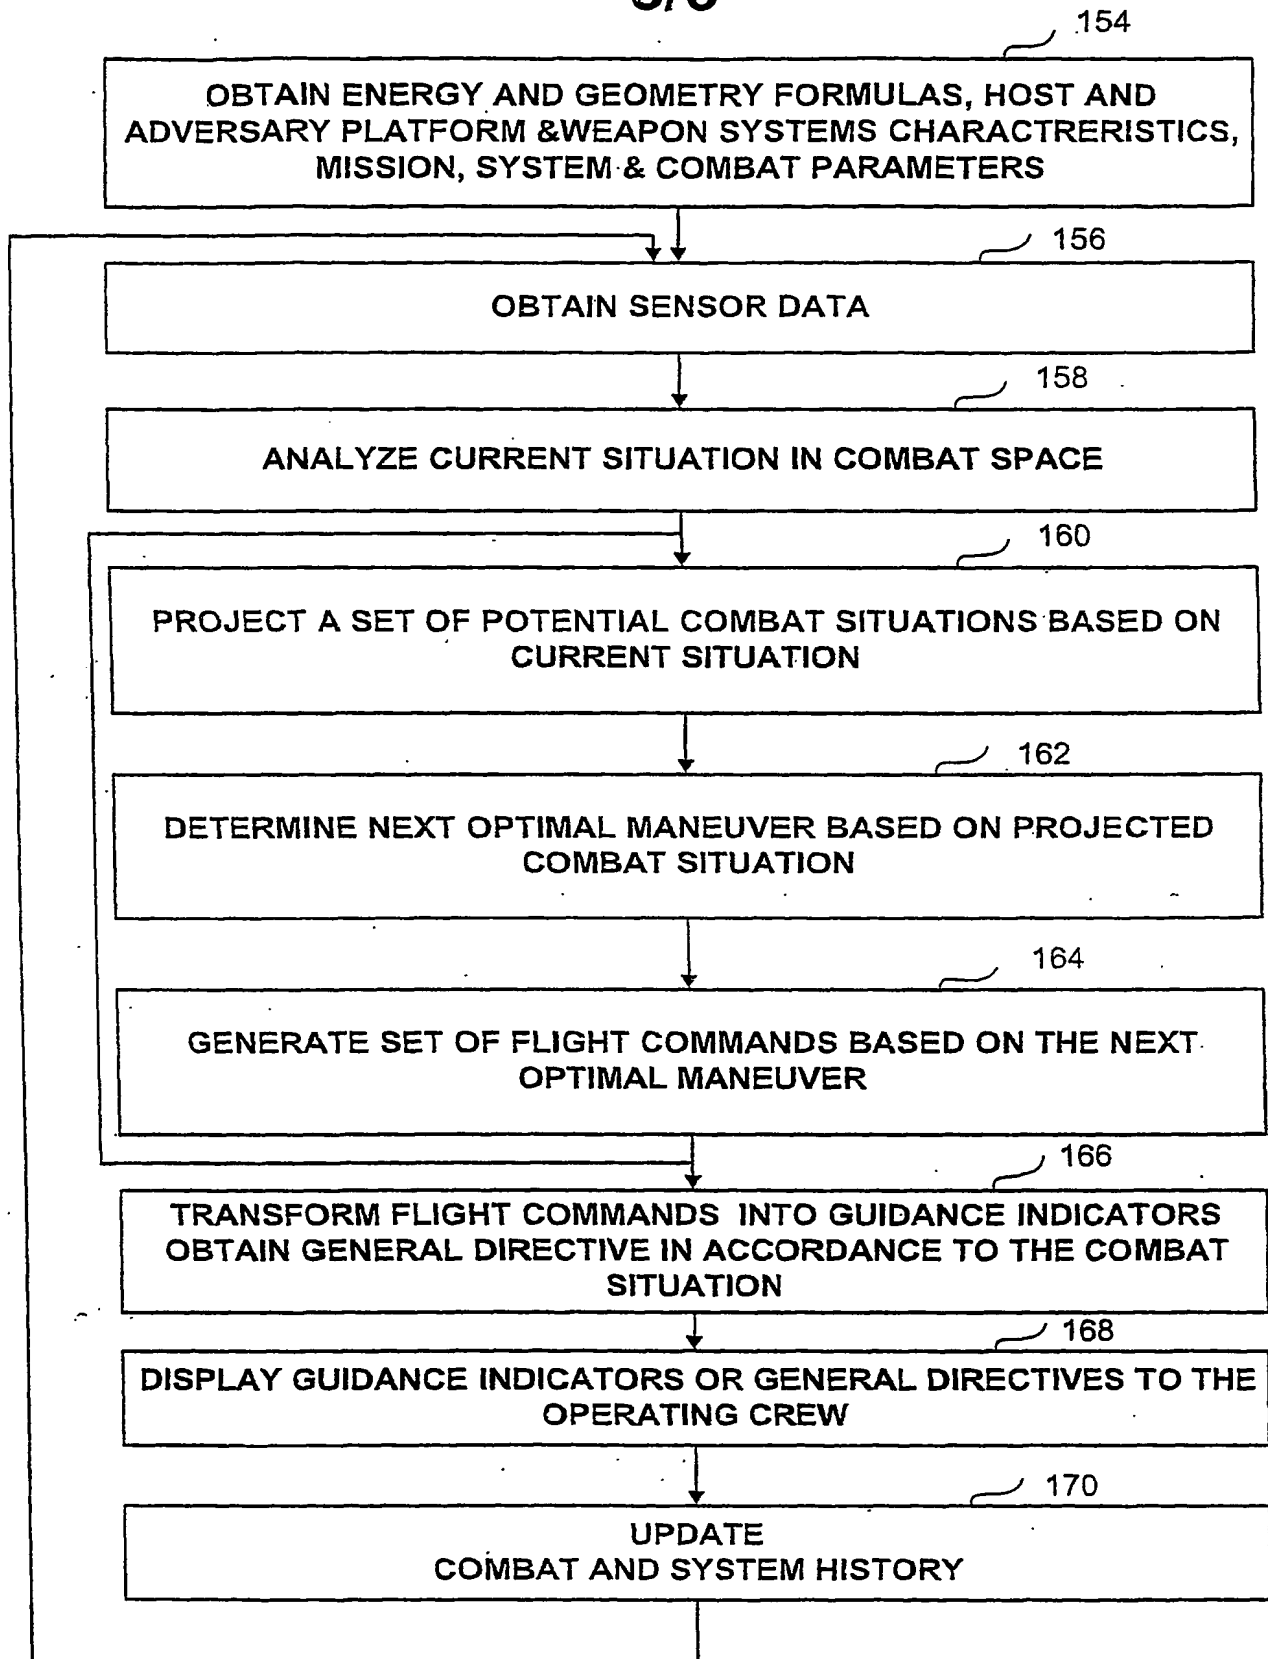 154
OBTAIN ENERGY AND GEOMETRY FORMULAS, HOST AND
ADVERSARY PLATFORM &WEAPON SYSTEMS CHARACTRERISTICS,
MISSION, SYSTEM & COMBAT PARAMETERS
156
OBTAIN SENSOR DATA
158
ANALYZE CURRENT SITUATION IN COMBAT SPACE
160
PROJECT A SET OF POTENTIAL COMBAT SITUATIONS BASED ON
CURRENT SITUATION
162
DETERMINE NEXT OPTIMAL MANEUVER BASED ON PROJECTED
COMBAT SITUATION
164
GENERATE SET OF FLIGHT COMMANDS BASED ON THE NEXT
OPTIMAL MANEUVER
166
TRANSFORM FLIGHT COMMANDS INTO GUIDANCE INDICATORS
OBTAIN GENERAL DIRECTIVE IN ACCORDANCE TO THE COMBAT
SITUATION
168
DISPLAY GUIDANCE INDICATORS OR GENERAL DIRECTIVES TO THE
OPERATING CREW
170
UPDATE
COMBAT AND SYSTEM HISTORY